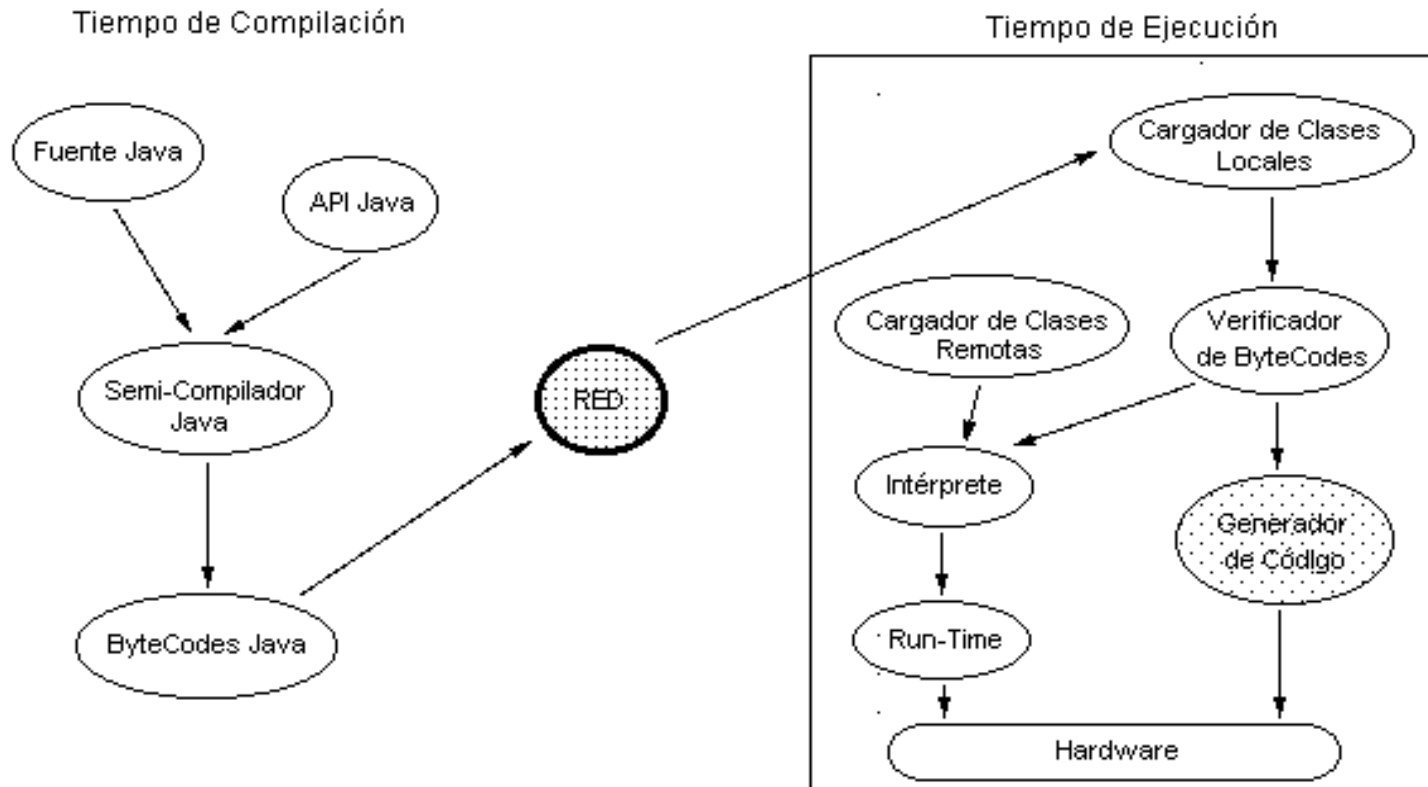 Tiempo de Compilación
Tiempo de Ejecución
Fuente Java
API Java
Semi-Compilador
Java
ByteCodes Java
RED
Cargador de Clases
Locales
Cargador de Clases
Remotas
Verificador
de ByteCodes
Intérprete
Generador
de Código
Run-Time
Hardware